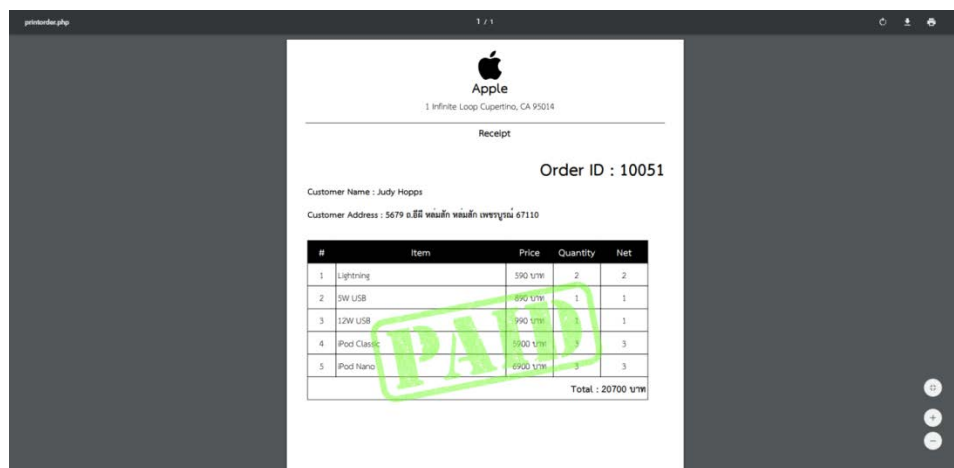 printorder.php
1 / 1
Apple
1 Infinite Loop Cupertino, CA 95014
Receipt
Order ID : 10051
Customer Name : Judy Hopps
Customer Address : 5679 ถ.อีผี หล่มสัก หล่มสัก เพชรบูรณ์ 67110
# Item Price Quantity Net
1 Lightning 590 บาท 2 2
2 5W USB 890 บาท 1 1
3 12W USB 990 บาท 1 1
4 iPod Classic 5900 บาท 3 3
5 iPod Nano 6900 บาท 3 3
PAID
Total : 20700 บาท